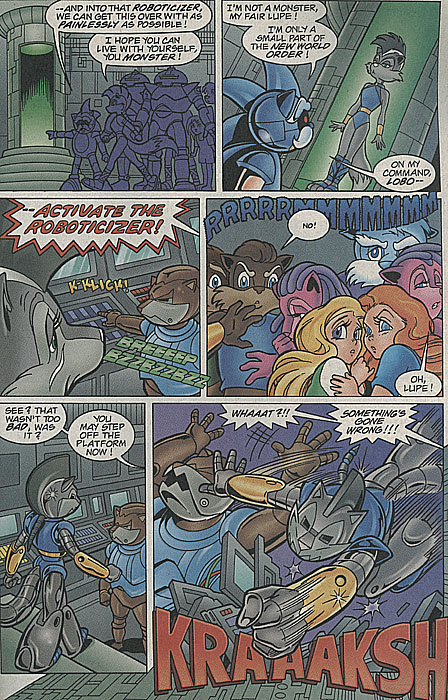 --AND INTO THAT ROBOTICIZER,
WE CAN GET THIS OVER WITH AS
PAINLESSLY AS POSSIBLE!
I HOPE YOU CAN
LIVE WITH YOURSELF,
YOU MONSTER!
I'M NOT A MONSTER,
MY FAIR LUPE!
I'M ONLY A
SMALL PART OF
THE NEW WORLD
ORDER!
ON MY
COMMAND,
LOBO--
--ACTIVATE THE
ROBOTICIZER!
K-KLICK!
RRRRRMMMMMMM
NO!
OH,
LUPE!
SEE? THAT
WASN'T TOO
BAD, WAS
IT?
YOU
MAY STEP
OFF THE
PLATFORM
NOW!
WHAAAT?!!
SOMETHING'S
GONE
WRONG!!!
KRAAAKSH